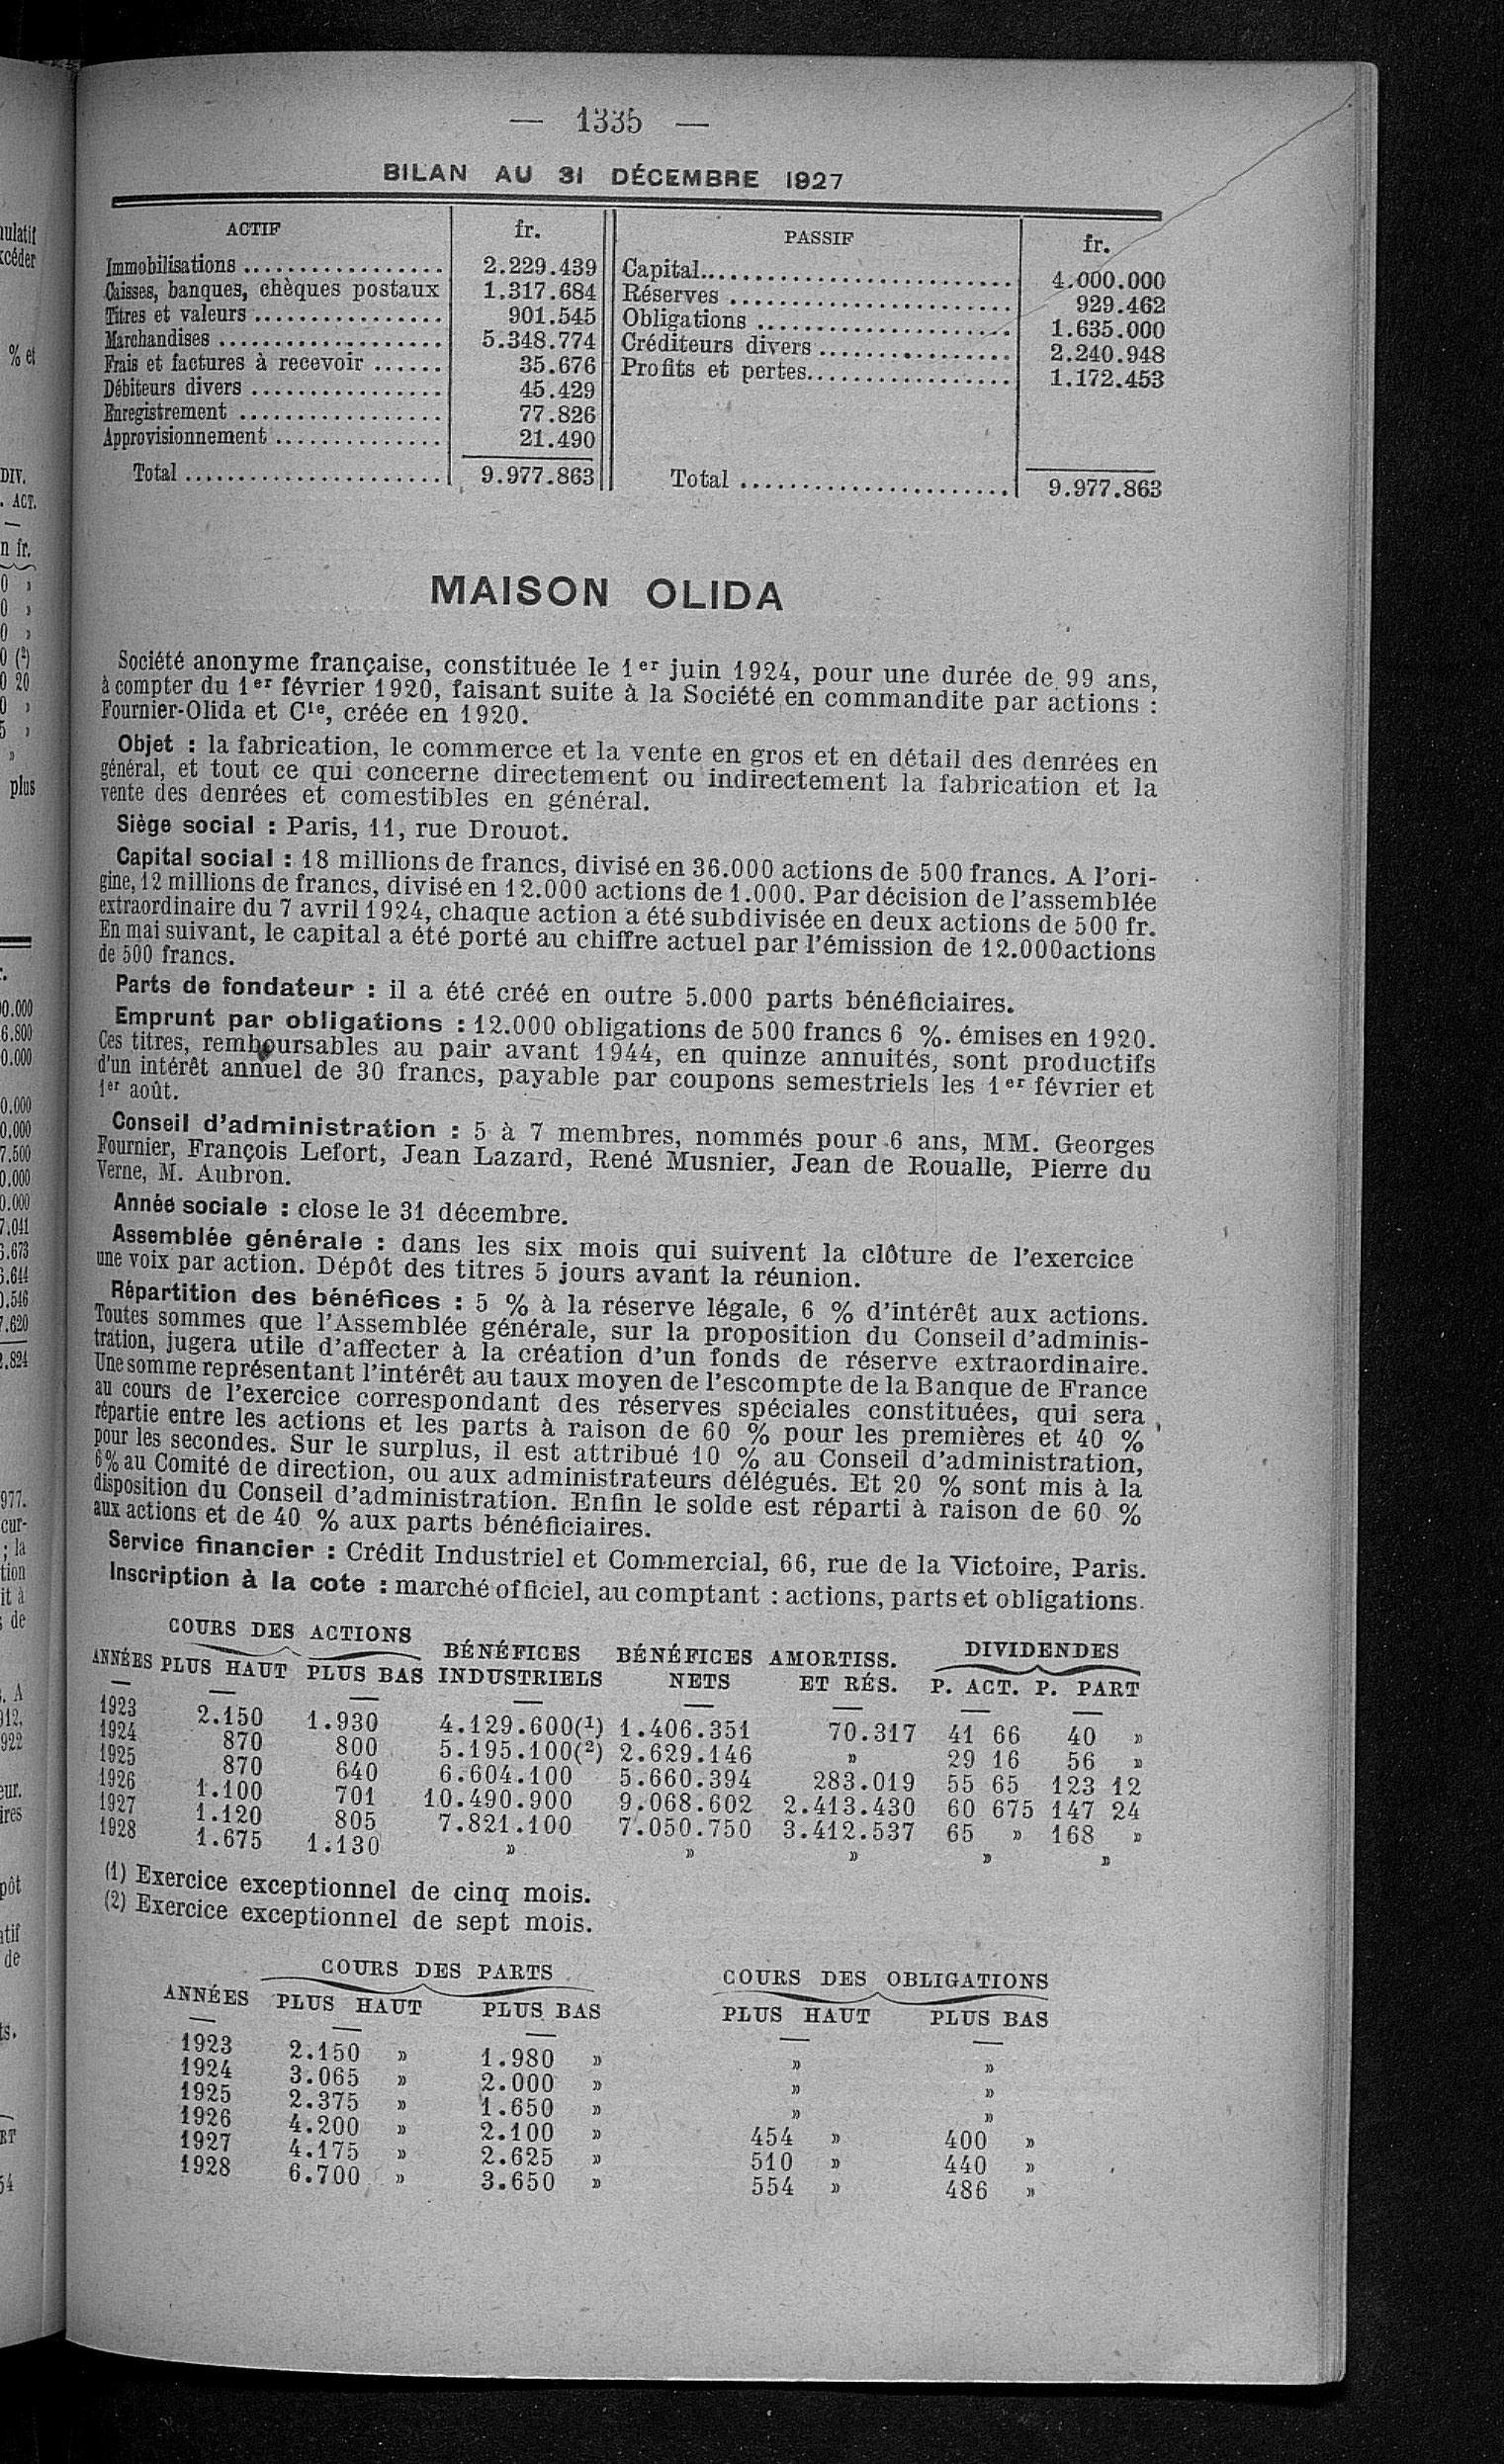 — 1335 —
BILAN AU 31 DÉCEMBRE 1927
ACTIF fr. PASSIF fr.
Immobilisations ................. 2.229.439 Capital........................... 4.000.000
Caisses, banques, chèques postaux 1.317.684 Réserves ......................... 929.462
Titres et valeurs ................. 901.545 Obligations ...................... 1.635.000
Marchandises .................... 5.348.774 Créditeurs divers ................. 2.240.948
Frais et factures à recevoir ...... 35.676 Profits et pertes.................. 1.172.453
Débiteurs divers ................. 45.429
Enregistrement .................. 77.826
Approvisionnement ............... 21.490
Total ....................... 9.977.863 Total ...................... 9.977.863
MAISON OLIDA
Société anonyme française, constituée le 1er juin 1924, pour une durée de 99 ans,
à compter du 1er février 1920, faisant suite à la Société en commandite par actions :
Fournier-Olida et Cie, créée en 1920.
Objet : la fabrication, le commerce et la vente en gros et en détail des denrées en
général, et tout ce qui concerne directement ou indirectement la fabrication et la
vente des denrées et comestibles en général.
Siège social : Paris, 11, rue Drouot.
Capital social : 18 millions de francs, divisé en 36.000 actions de 500 francs. A l'ori-
gine, 12 millions de francs, divisé en 12.000 actions de 1.000. Par décision de l'assemblée
extraordinaire du 7 avril 1924, chaque action a été subdivisée en deux actions de 500 fr.
En mai suivant, le capital a été porté au chiffre actuel par l'émission de 12.000actions
de 500 francs.
Parts de fondateur : il a été créé en outre 5.000 parts bénéficiaires.
Emprunt par obligations : 12.000 obligations de 500 francs 6 %. émises en 1920.
Ces titres, remboursables au pair avant 1944, en quinze annuités, sont productifs
d'un intérêt annuel de 30 francs, payable par coupons semestriels les 1er février et
1er août.
Conseil d'administration : 5 à 7 membres, nommés pour 6 ans, MM. Georges
Fournier, François Lefort, Jean Lazard, René Musnier, Jean de Roualle, Pierre du
Verne, M. Aubron.
Année sociale : close le 31 décembre.
Assemblée générale : dans les six mois qui suivent la clôture de l'exercice
une voix par action. Dépôt des titres 5 jours avant la réunion.
Répartition des bénéfices : 5 % à la réserve légale, 6 % d'intérêt aux actions.
Toutes sommes que l'Assemblée générale, sur la proposition du Conseil d'adminis-
tration, jugera utile d'affecter à la création d'un fonds de réserve extraordinaire.
Une somme représentant l'intérêt au taux moyen de l'escompte de la Banque de France
au cours de l'exercice correspondant des réserves spéciales constituées, qui sera
répartie entre les actions et les parts à raison de 60 % pour les premières et 40 %
pour les secondes. Sur le surplus, il est attribué 10 % au Conseil d'administration,
6 % au Comité de direction, ou aux administrateurs délégués. Et 20 % sont mis à la
disposition du Conseil d'administration. Enfin le solde est réparti à raison de 60 %
aux actions et de 40 % aux parts bénéficiaires.
Service financier : Crédit Industriel et Commercial, 66, rue de la Victoire, Paris.
Inscription à la cote : marché officiel, au comptant : actions, parts et obligations.
COURS DES ACTIONS BÉNÉFICES BÉNÉFICES AMORTISS. DIVIDENDES
ANNÉES PLUS HAUT PLUS BAS INDUSTRIELS NETS ET RÉS. P. ACT. P. PART
1923 2.150 1.930 4.129.600(1) 1.406.351 70.317 41 66 40 »
1924 870 800 5.195.100(2) 2.629.146 » 29 16 56 »
1925 870 640 6.604.100 5.660.394 283.019 55 65 123 12
1926 1.100 701 10.490.900 9.068.602 2.413.430 60 675 147 24
1927 1.120 805 7.821.100 7.050.750 3.412.537 65 » 168 »
1928 1.675 1.130 » » » » »
(1) Exercice exceptionnel de cinq mois.
(2) Exercice exceptionnel de sept mois.
COURS DES PARTS COURS DES OBLIGATIONS
ANNÉES PLUS HAUT PLUS BAS PLUS HAUT PLUS BAS
1923 2.150 » 1.980 » » »
1924 3.065 » 2.000 » » »
1925 2.375 » 1.650 » » »
1926 4.200 » 2.100 » 454 » 400 »
1927 4.175 » 2.625 » 510 » 440 »
1928 6.700 » 3.650 » 554 » 486 »